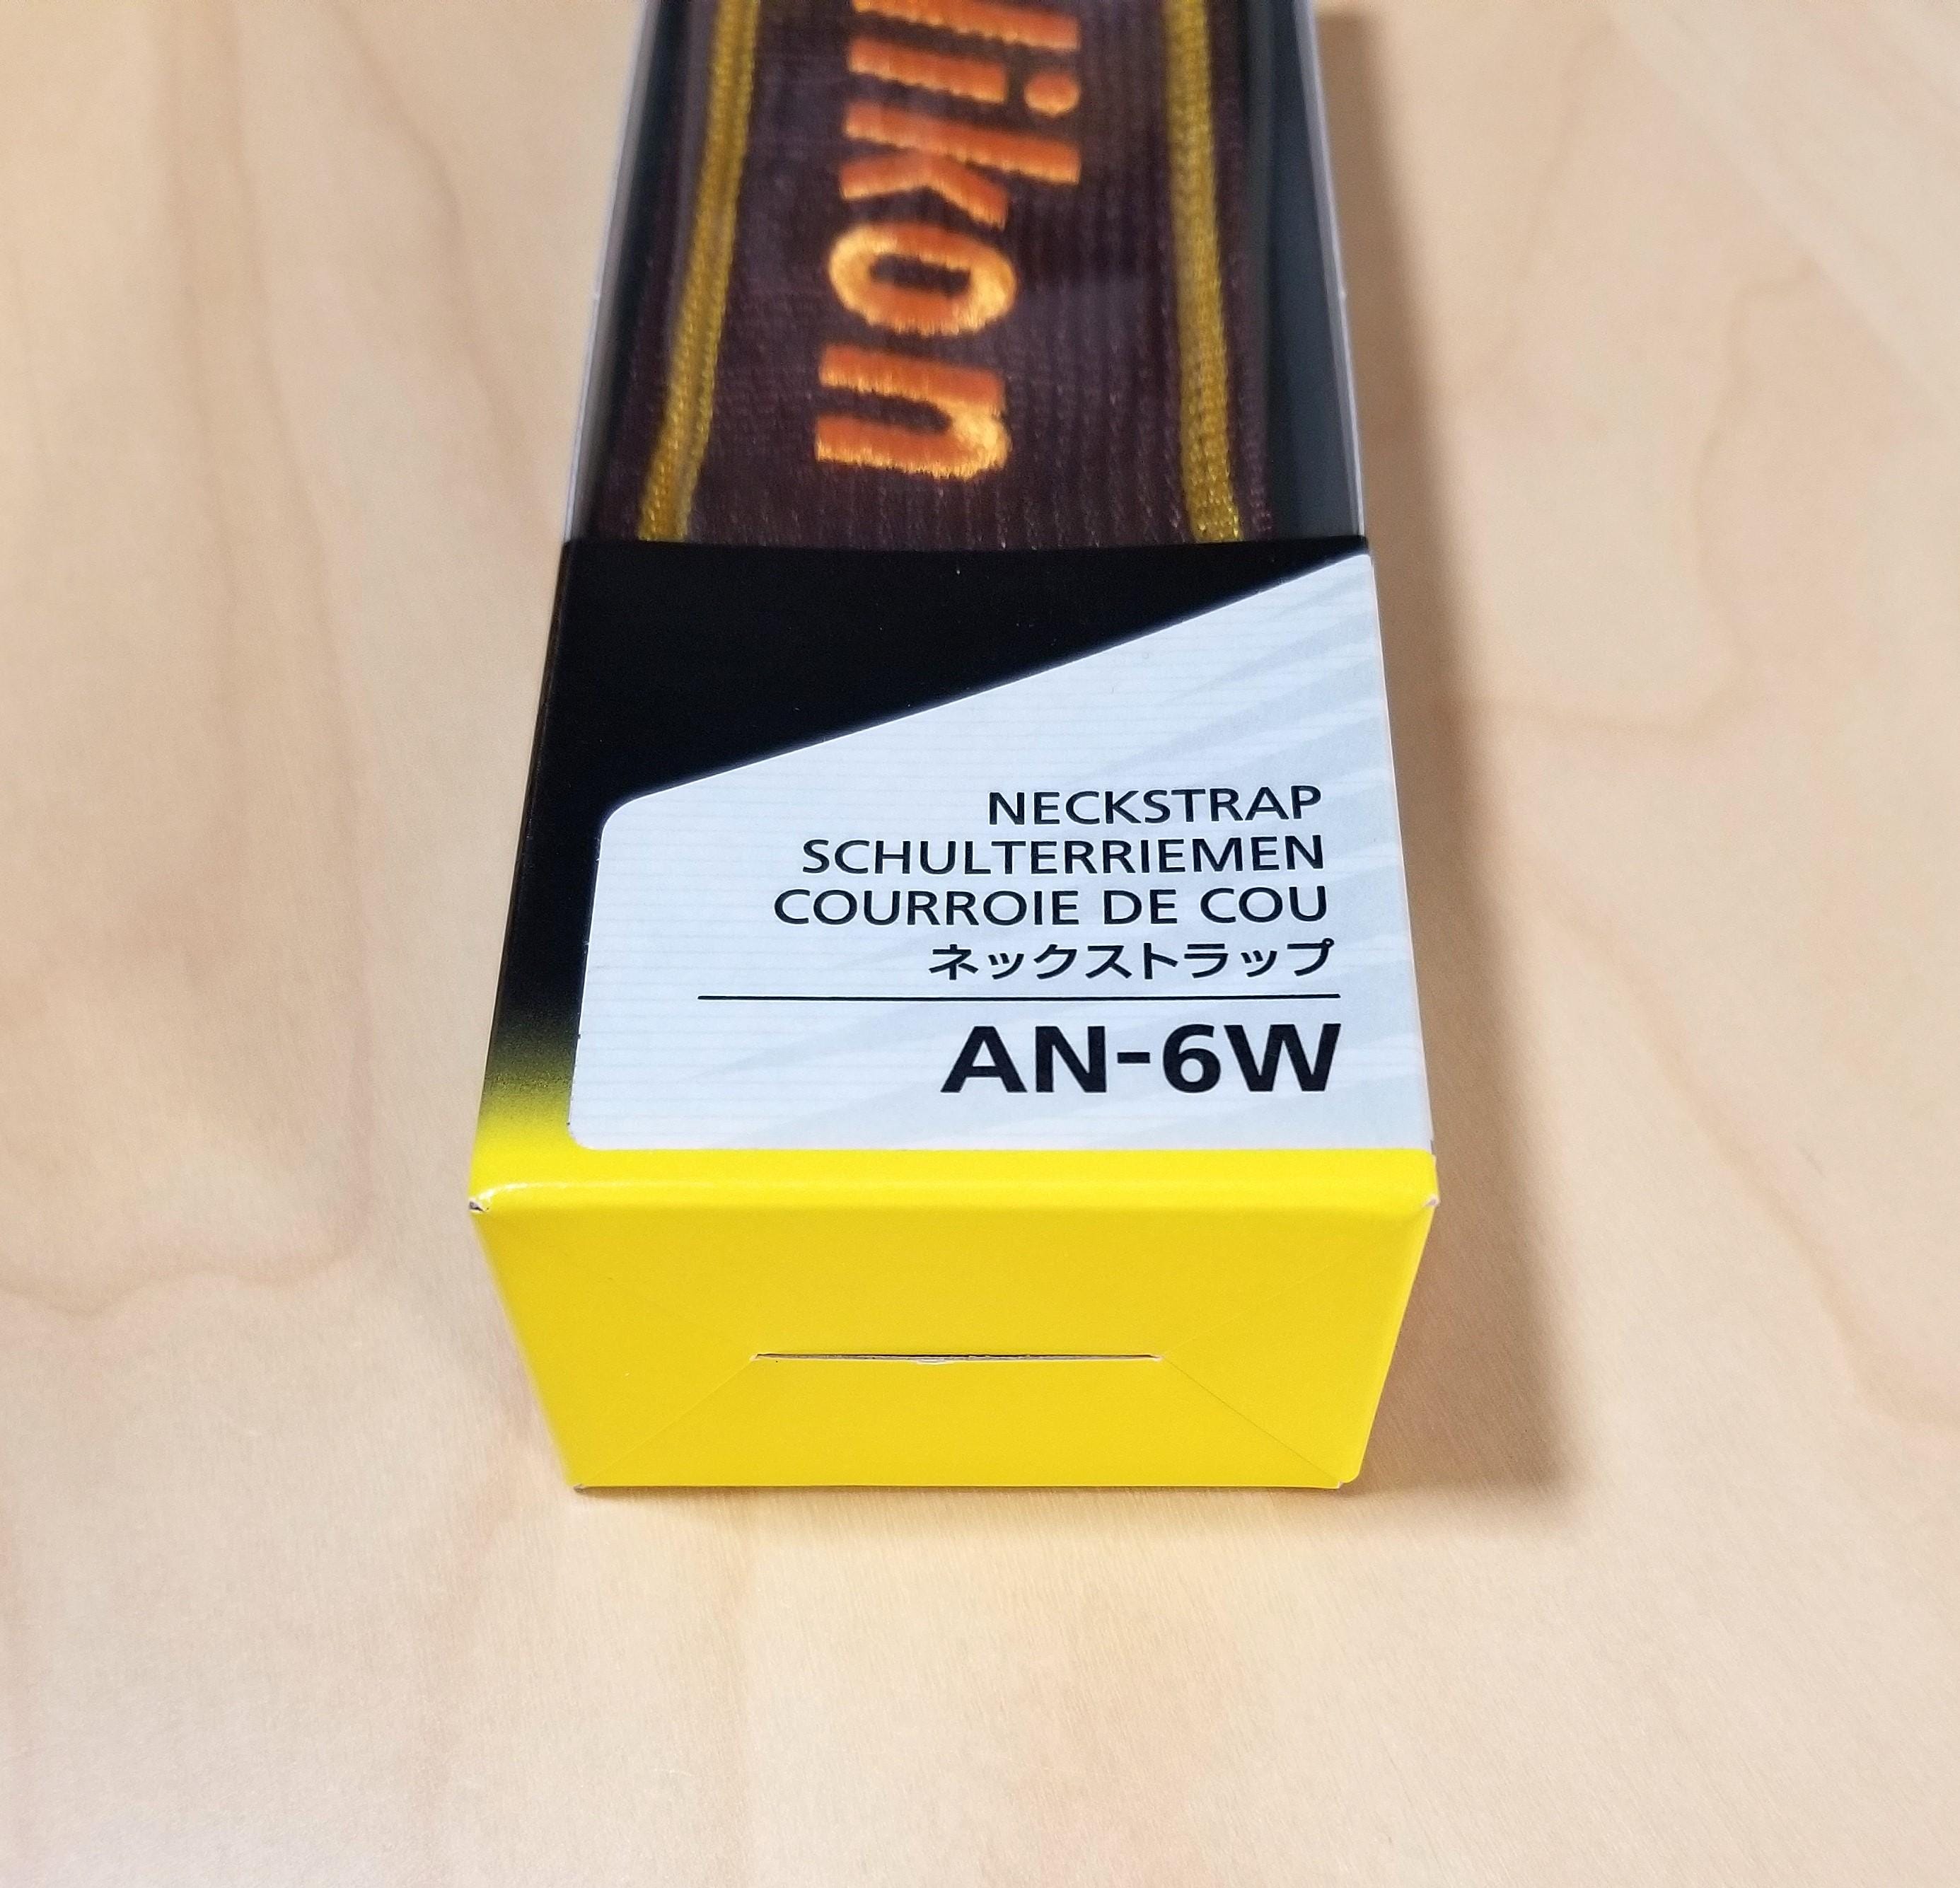 Nikon
NECKSTRAP
SCHULTERRIEMEN
COURROIE DE COU
ネックストラップ
AN-6W